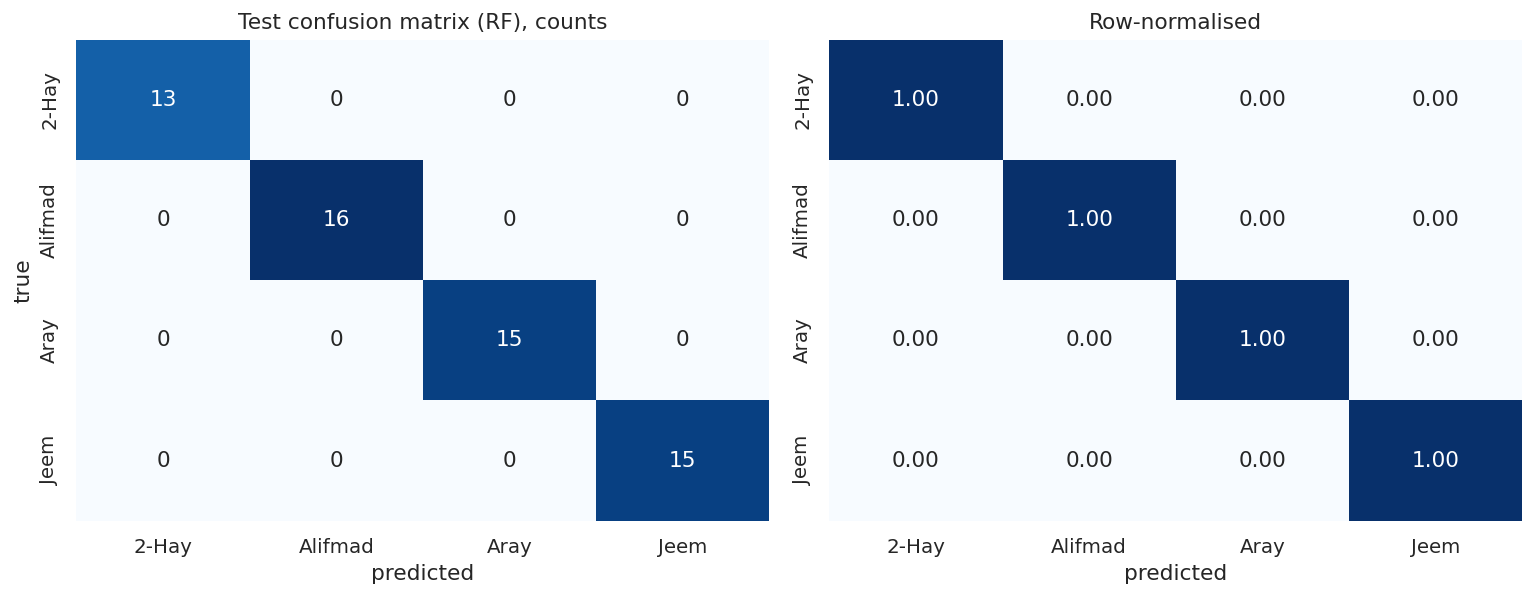 Test confusion matrix (RF), counts
true
2-Hay 13 0 0 0
Alifmad 0 16 0 0
Aray 0 0 15 0
Jeem 0 0 0 15
2-Hay Alifmad Aray Jeem
predicted
Row-normalised
2-Hay 1.00 0.00 0.00 0.00
Alifmad 0.00 1.00 0.00 0.00
Aray 0.00 0.00 1.00 0.00
Jeem 0.00 0.00 0.00 1.00
2-Hay Alifmad Aray Jeem
predicted